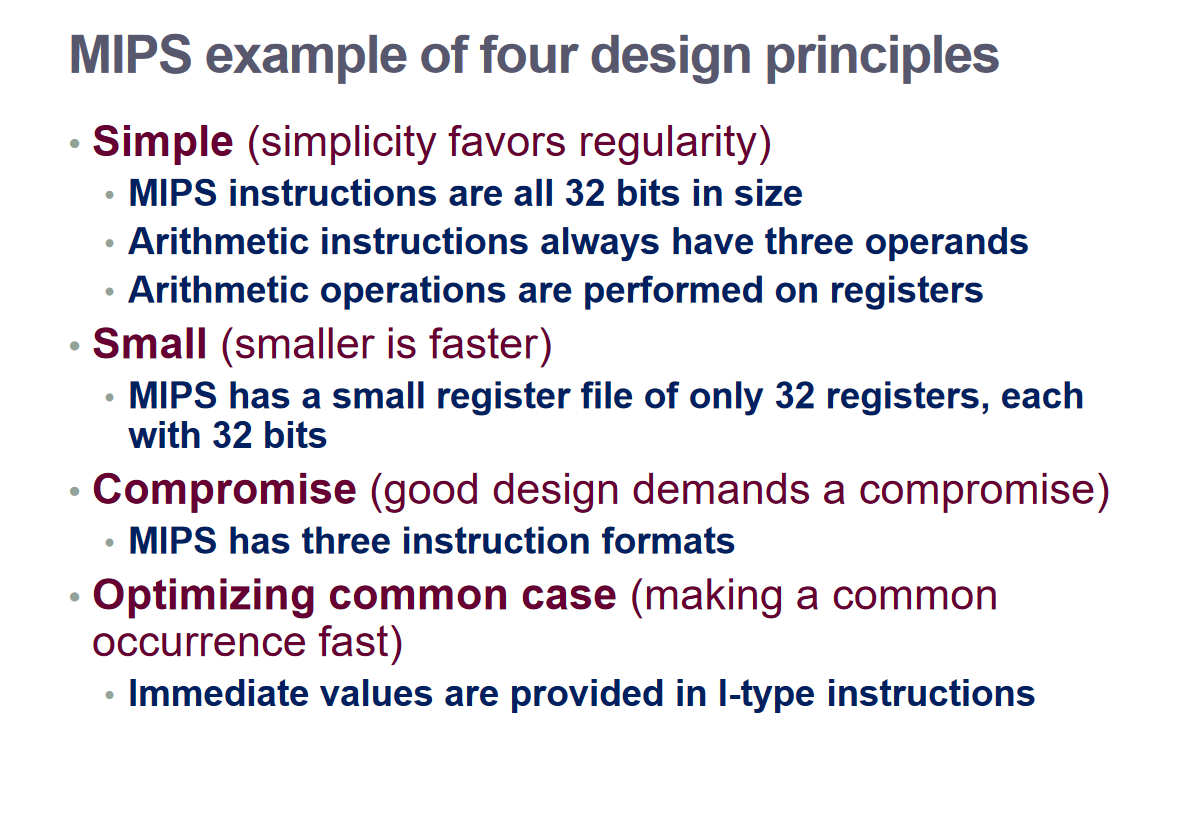 MIPS example of four design principles
• Simple (simplicity favors regularity)
• MIPS instructions are all 32 bits in size
• Arithmetic instructions always have three operands
• Arithmetic operations are performed on registers
• Small (smaller is faster)
• MIPS has a small register file of only 32 registers, each
with 32 bits
• Compromise (good design demands a compromise)
• MIPS has three instruction formats
• Optimizing common case (making a common
occurrence fast)
• Immediate values are provided in I-type instructions